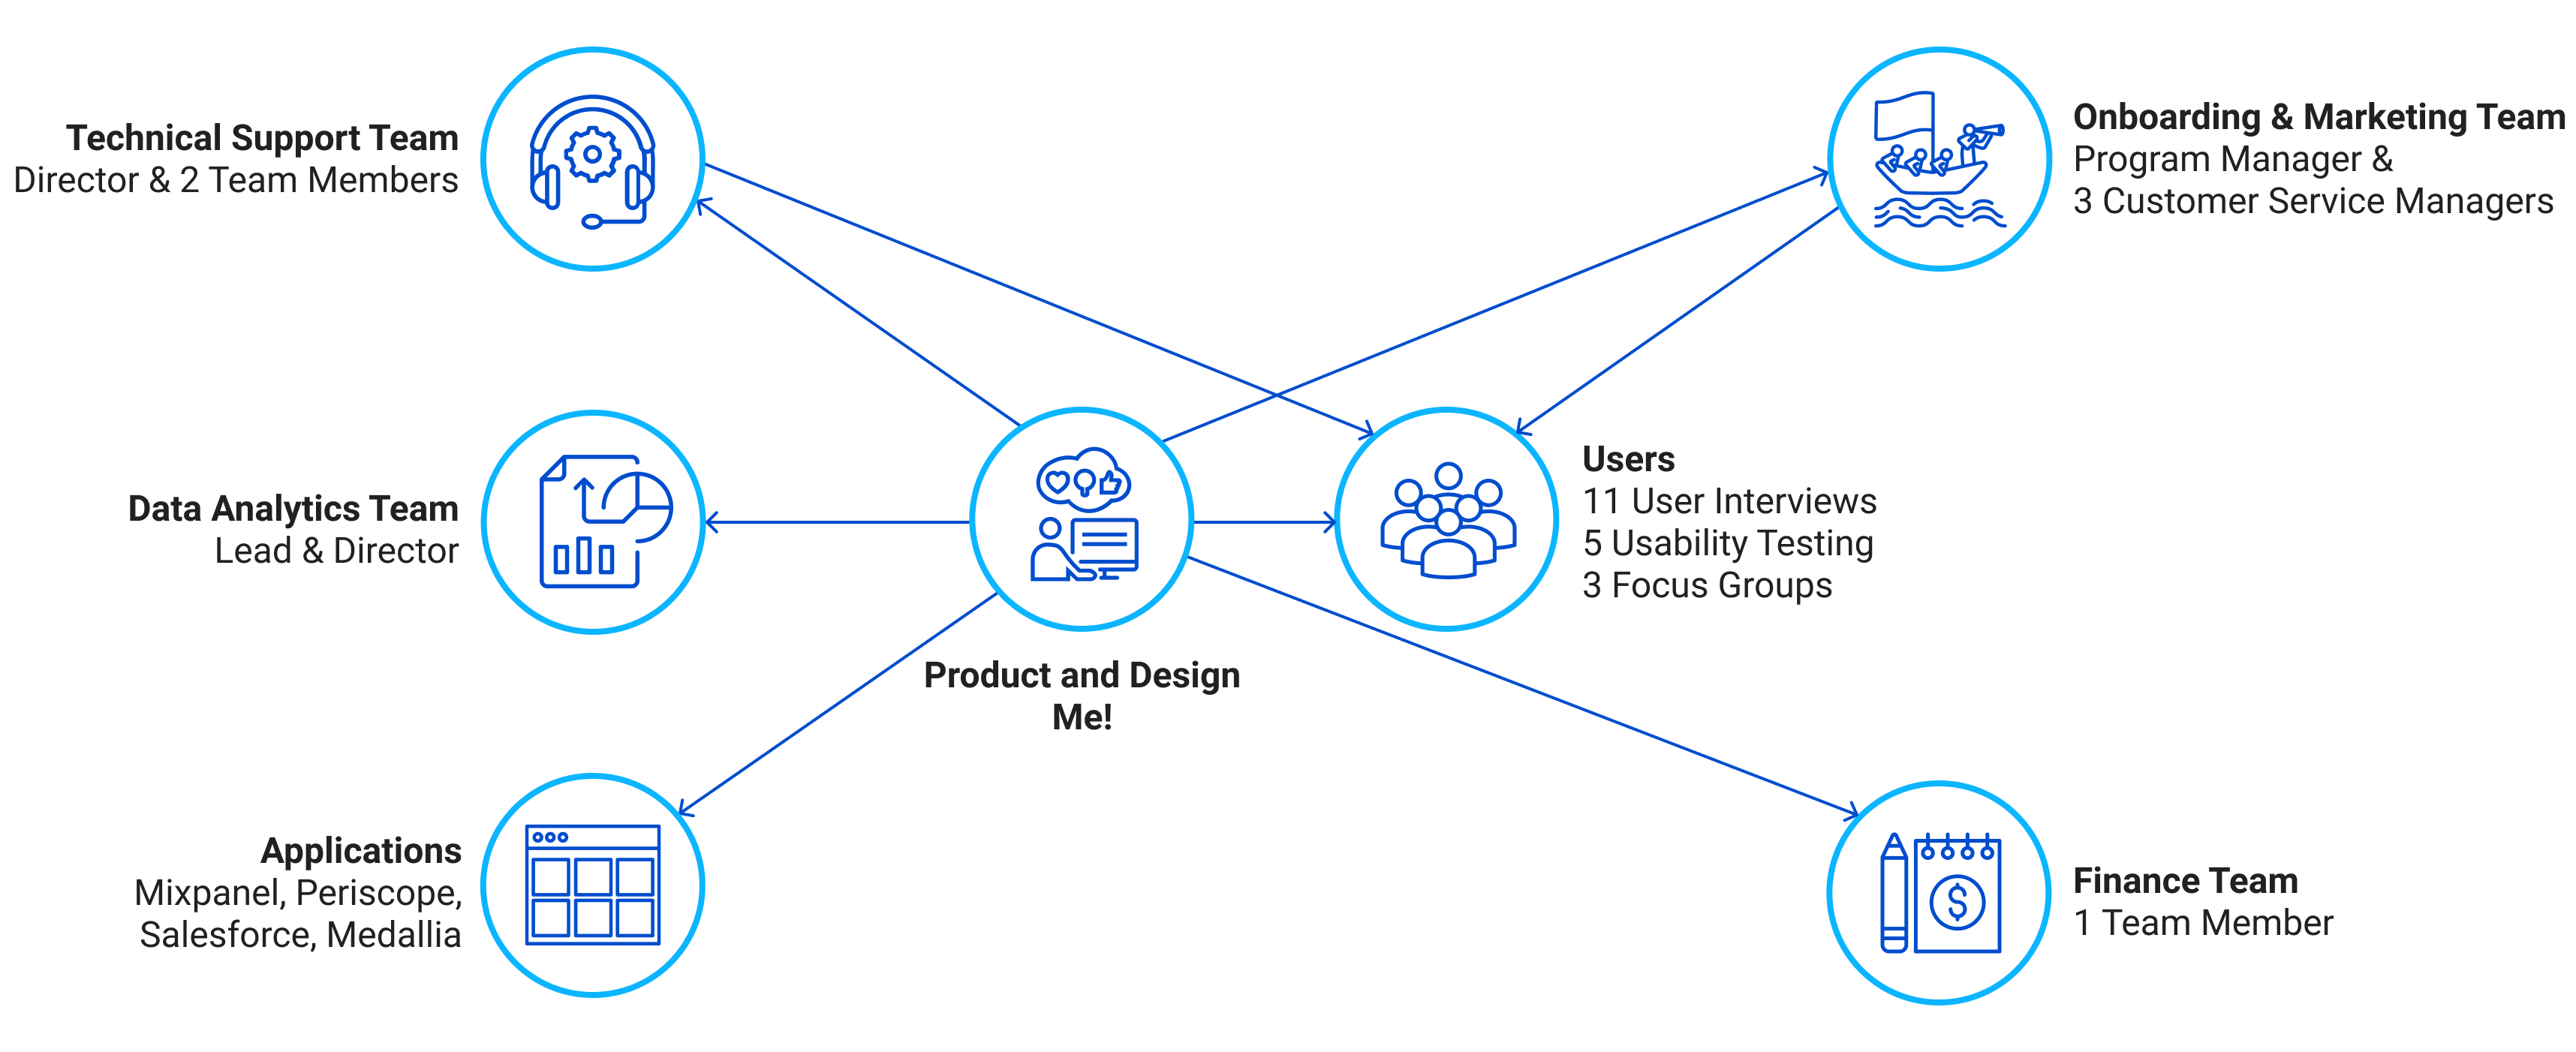 Technical Support Team
Director & 2 Team Members
Onboarding & Marketing Team
Program Manager &
3 Customer Service Managers
Data Analytics Team
Lead & Director
Users
11 User Interviews
5 Usability Testing
3 Focus Groups
Product and Design
Me!
Applications
Mixpanel, Periscope,
Salesforce, Medallia
$
Finance Team
1 Team Member